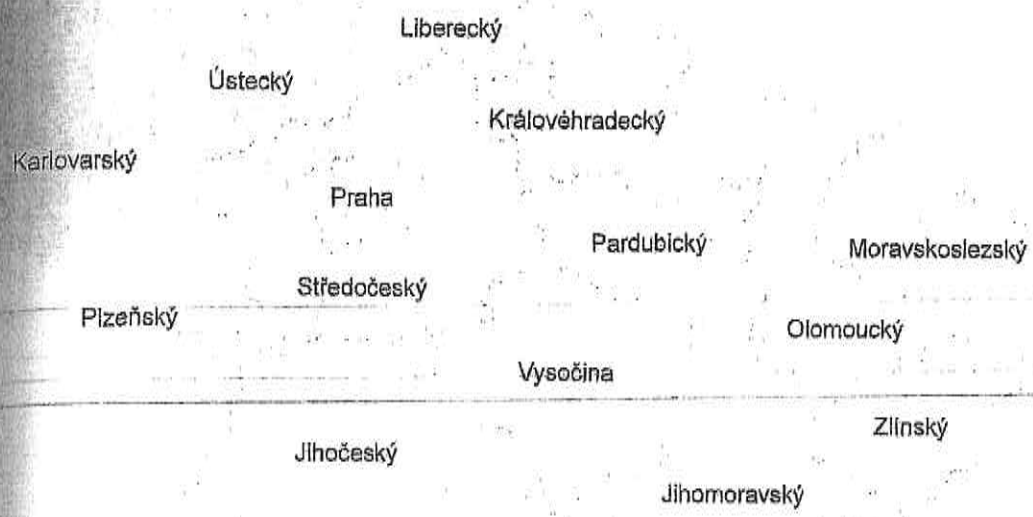 Liberecký
Ústecký
Královéhradecký
Karlovarský
Praha
Pardubický
Moravskoslezský
Středočeský
Plzeňský
Olomoucký
Vysočina
Zlínský
Jihočeský
Jihomoravský